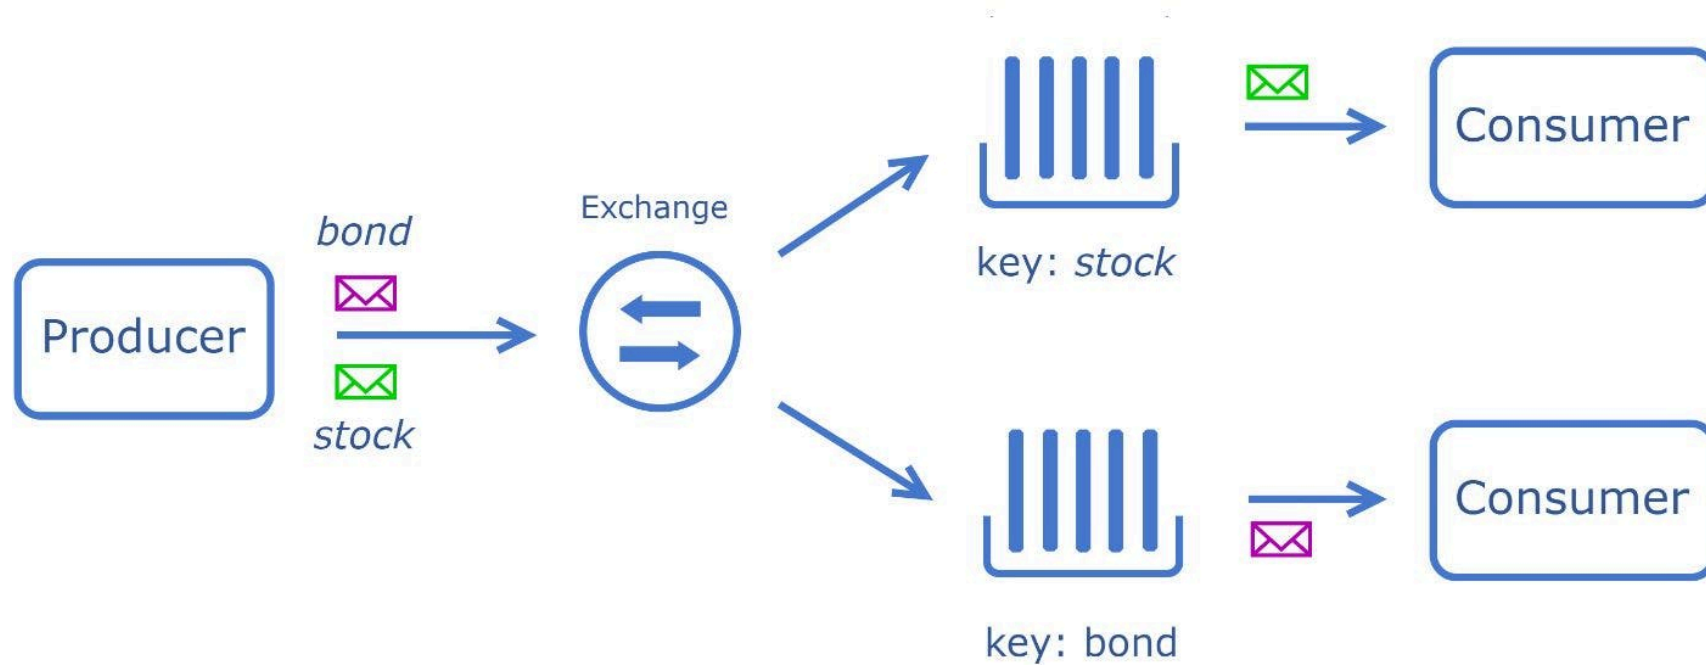 Producer
bond
stock
Exchange
key: stock
Consumer
key: bond
Consumer